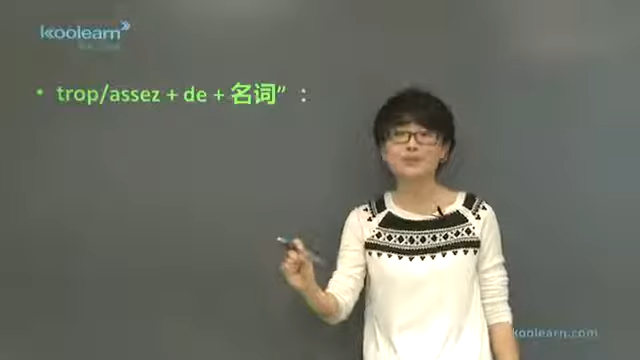 koolearn
• trop/assez + de + 名词”：
koolearn.com